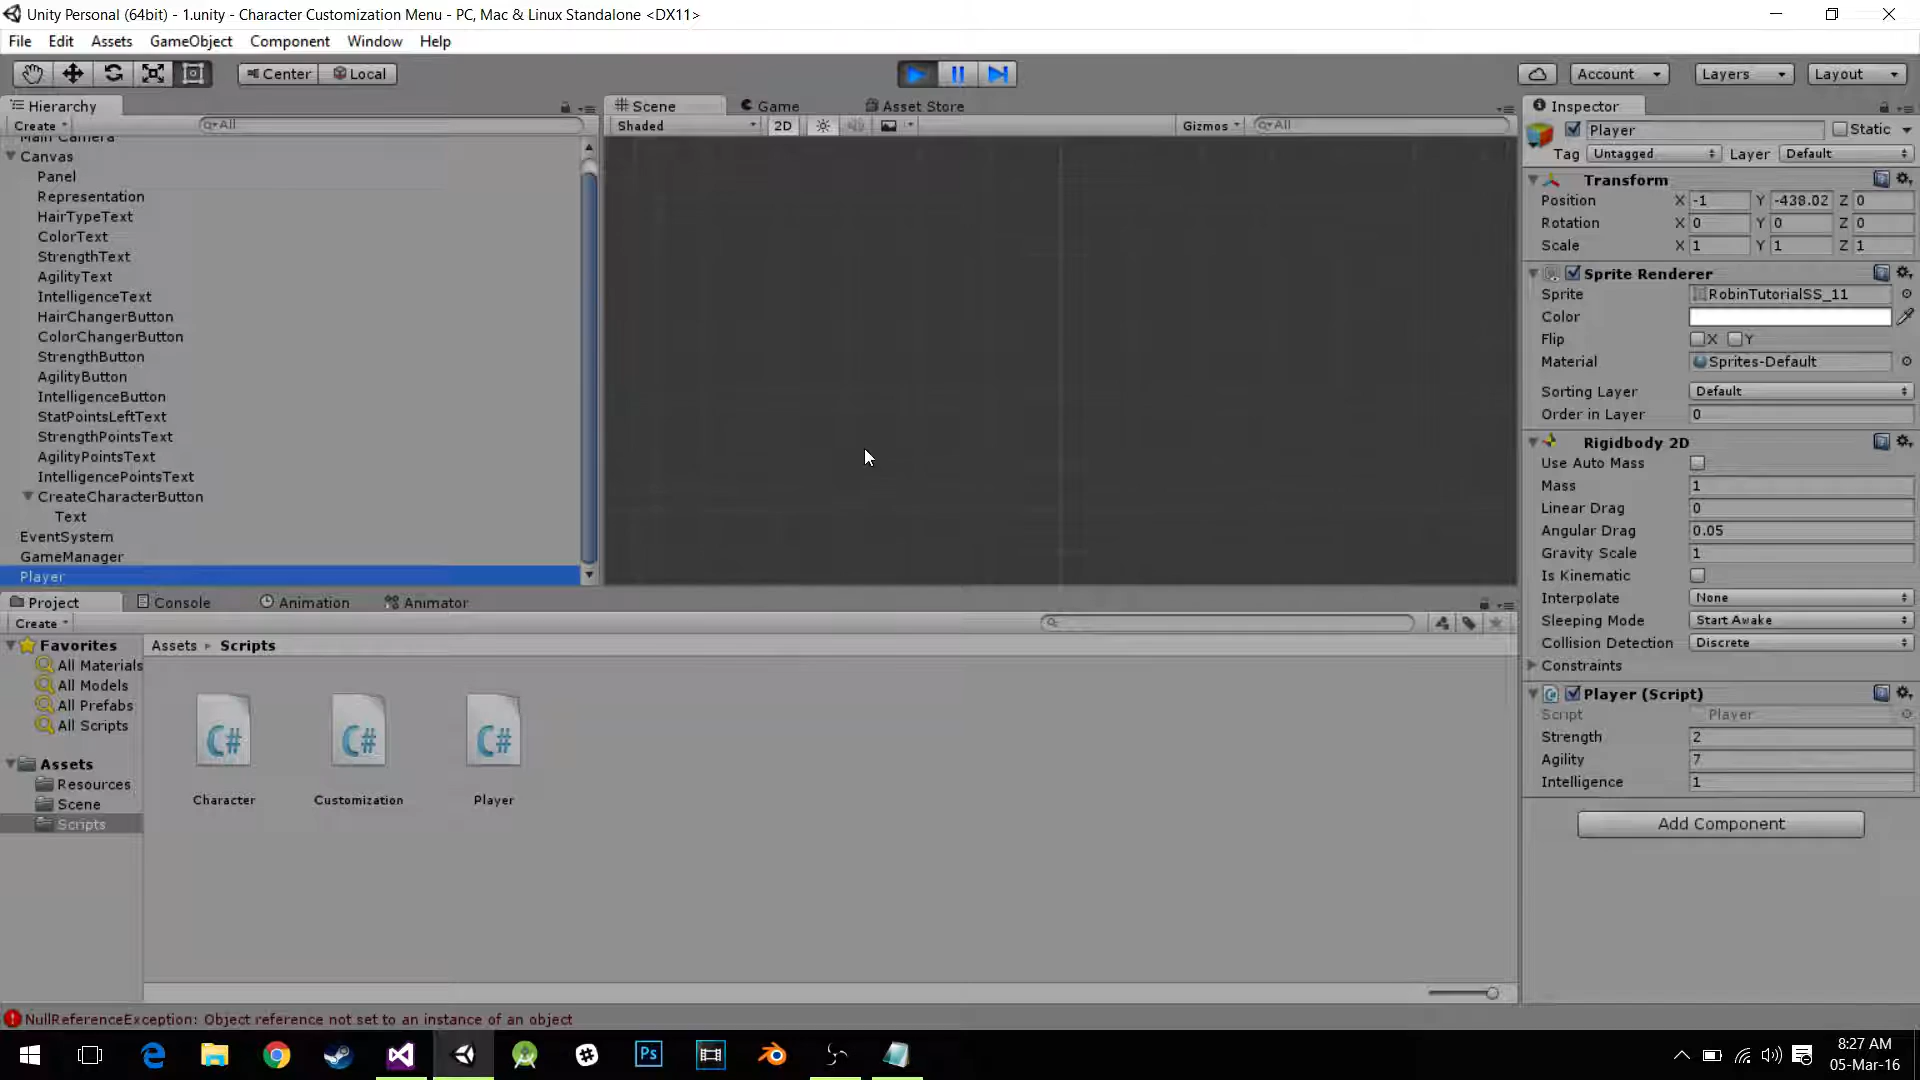 Unity Personal (64bit) - 1.unity - Character Customization Menu - PC, Mac & Linux Standalone <DX11>
File Edit Assets GameObject Component Window Help
Center Local Account Layers Layout
Hierarchy
Create All
Main Camera
Canvas
Panel
Representation
HairTypeText
ColorText
StrengthText
AgilityText
IntelligenceText
HairChangerButton
ColorChangerButton
StrengthButton
AgilityButton
IntelligenceButton
StatPointsLeftText
StrengthPointsText
AgilityPointsText
IntelligencePointsText
CreateCharacterButton
Text
EventSystem
GameManager
Player
Scene Game Asset Store
Shaded 2D Gizmos All
Inspector
Player Static
Tag Untagged Layer Default
Transform
Position X -1 Y -438.02 Z 0
Rotation X 0 Y 0 Z 0
Scale X 1 Y 1 Z 1
Sprite Renderer
Sprite RobinTutorialSS_11
Color
Flip X Y
Material Sprites-Default
Sorting Layer Default
Order in Layer 0
Rigidbody 2D
Use Auto Mass
Mass 1
Linear Drag 0
Angular Drag 0.05
Gravity Scale 1
Is Kinematic
Interpolate None
Sleeping Mode Start Awake
Collision Detection Discrete
Constraints
Player (Script)
Script Player
Strength 2
Agility 7
Intelligence 1
Add Component
Project Console Animation Animator
Create
Favorites
All Materials
All Models
All Prefabs
All Scripts
Assets
Resources
Scene
Scripts
Assets Scripts
C# C# C#
Character Customization Player
NullReferenceException: Object reference not set to an instance of an object
Ps
8:27 AM
05-Mar-16